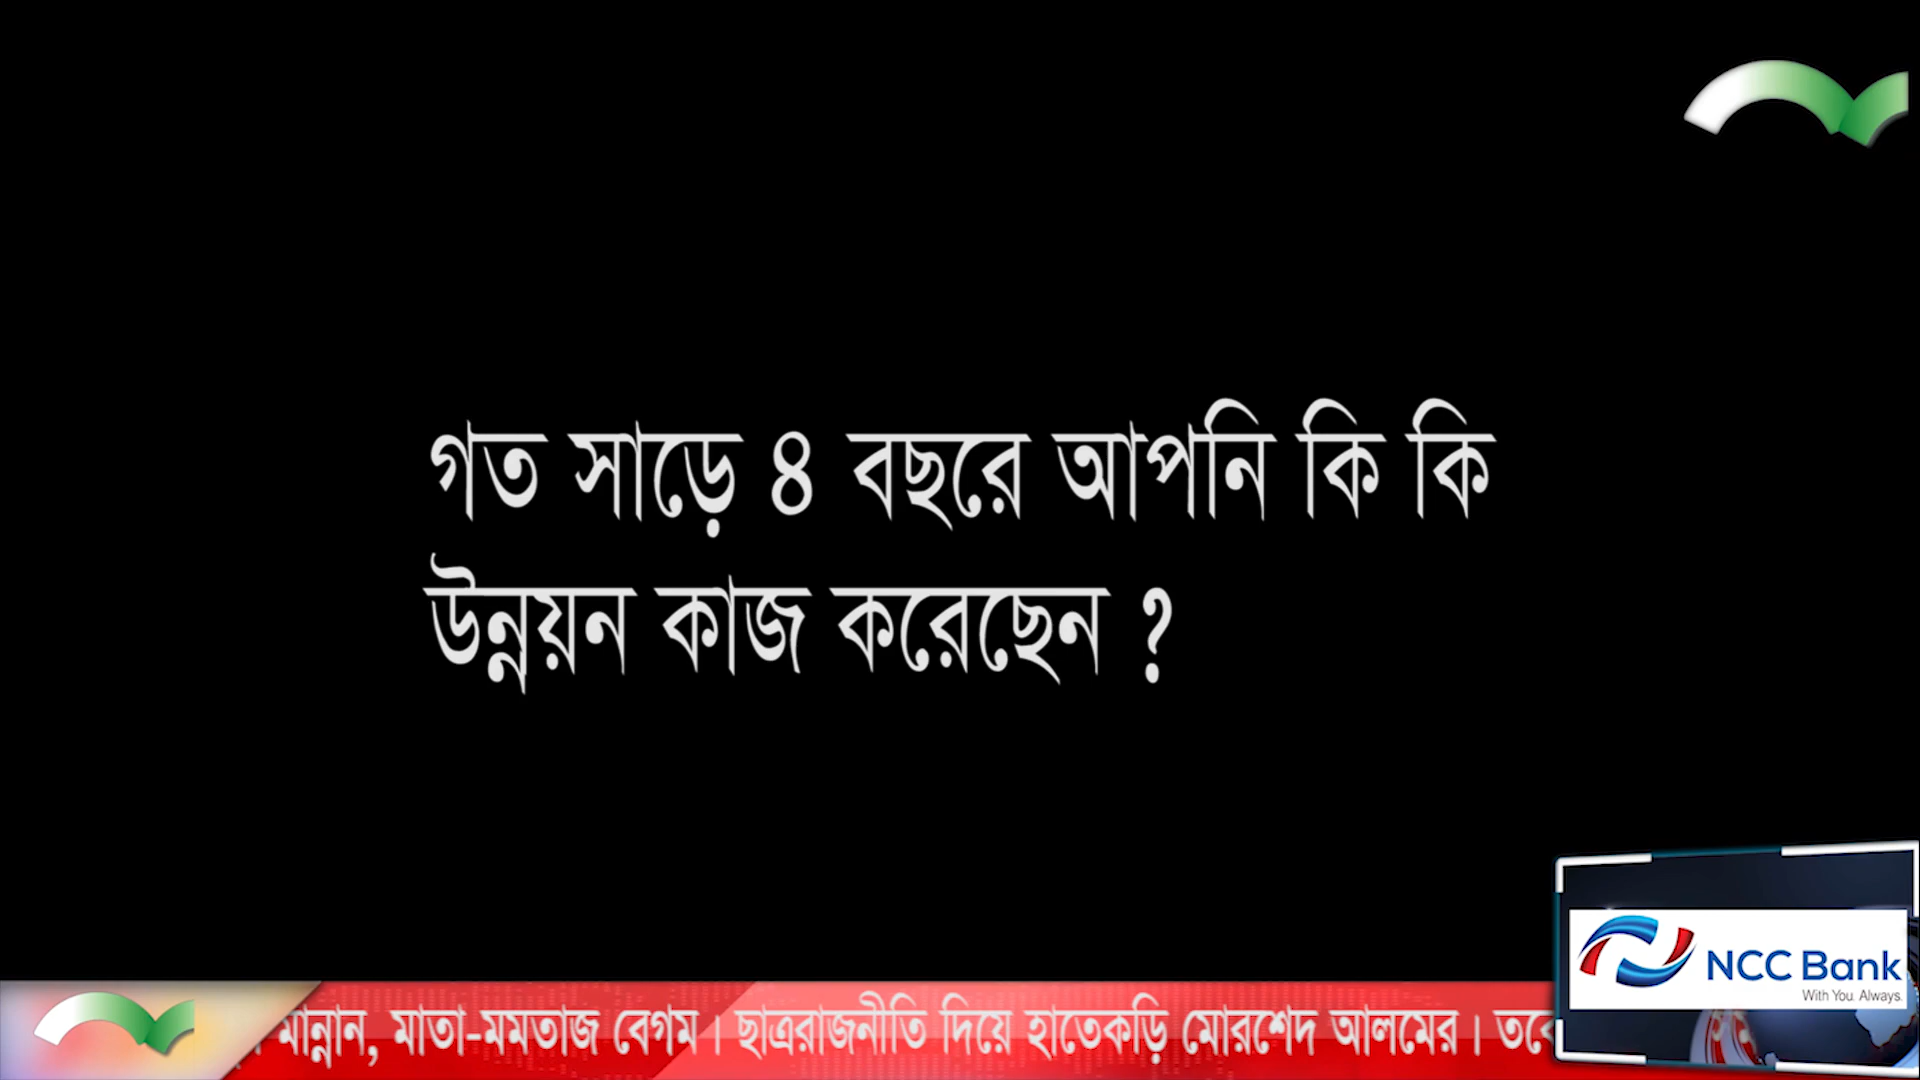 গত সাড়ে ৪ বছরে আপনি কি কি
উন্নয়ন কাজ করেছেন ?
NCC Bank
With You. Always.
মান্নান, মাতা-মমতাজ বেগম। ছাত্ররাজনীতি দিয়ে হাতেকড়ি মোরশেদ আলমের। তবে